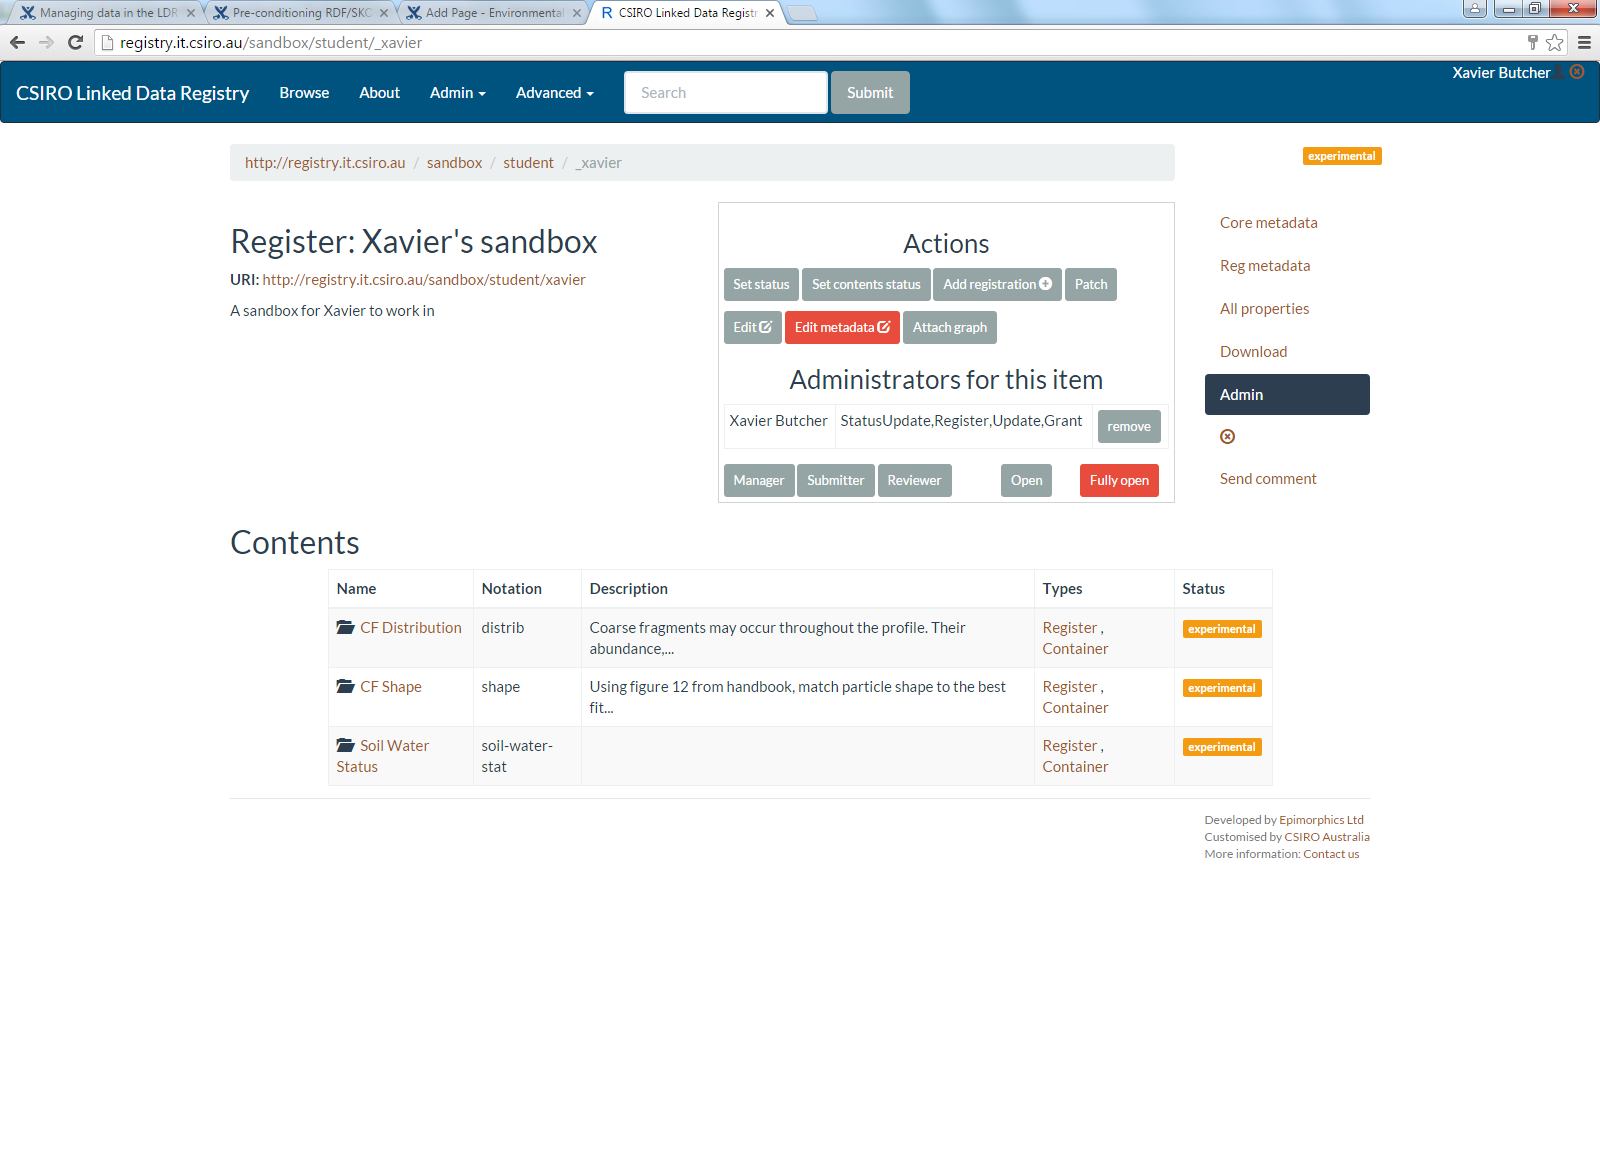 Managing data in the LDR
Pre-conditioning RDF/SKO
Add Page - Environmental
CSIRO Linked Data Registr
registry.it.csiro.au/sandbox/student/_xavier
Xavier Butcher
CSIRO Linked Data Registry
Browse
About
Admin
Advanced
Search
Submit
http://registry.it.csiro.au / sandbox / student / _xavier
experimental
Register: Xavier's sandbox
URI: http://registry.it.csiro.au/sandbox/student/xavier
A sandbox for Xavier to work in
Actions
Set status
Set contents status
Add registration
Patch
Edit
Edit metadata
Attach graph
Administrators for this item
Xavier Butcher
StatusUpdate,Register,Update,Grant
remove
Manager
Submitter
Reviewer
Open
Fully open
Core metadata
Reg metadata
All properties
Download
Admin
Send comment
Contents
Name
Notation
Description
Types
Status
CF Distribution
distrib
Coarse fragments may occur throughout the profile. Their
abundance,...
Register ,
Container
experimental
CF Shape
shape
Using figure 12 from handbook, match particle shape to the best
fit...
Register ,
Container
experimental
Soil Water
Status
soil-water-
stat
Register ,
Container
experimental
Developed by Epimorphics Ltd
Customised by CSIRO Australia
More information: Contact us